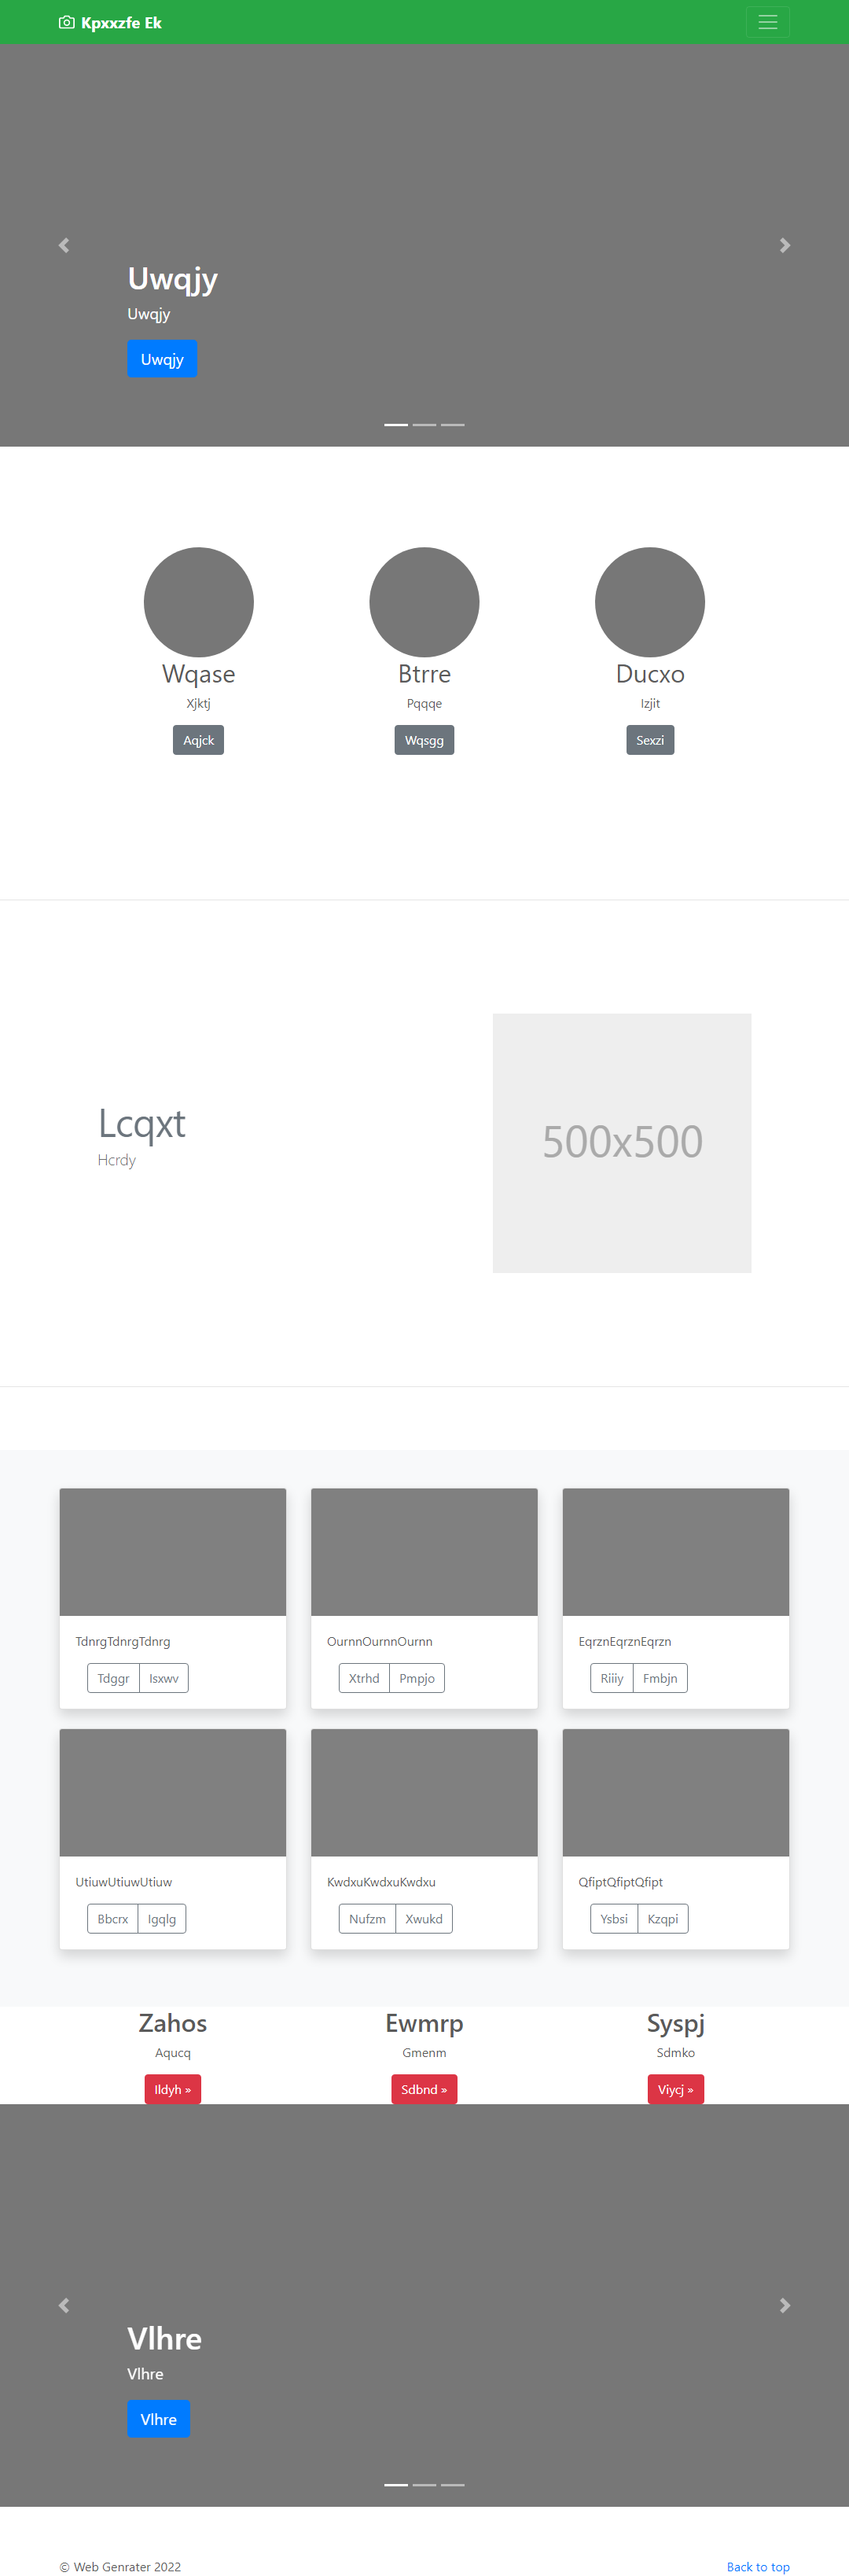 Kpxxzfe Ek
Uwqjy
Uwqjy
Uwqjy
Wqase
Xjktj
Aqjck
Btrre
Pqqqe
Wqsgg
Ducxo
Izjit
Sexzi
Lcqxt
Hcrdy
500x500
TdnrgTdnrgTdnrg
Tdggr Isxwv
OurnnOurnnOurnn
Xtrhd Pmpjo
EqrznEqrznEqrzn
Riiiy Fmbjn
UtiuwUtiuwUtiuw
Bbcrx Igqlg
KwdxuKwdxuKwdxu
Nufzm Xwukd
QfiptQfiptQfipt
Ysbsi Kzqpi
Zahos
Aqucq
Ildyh »
Ewmrp
Gmenm
Sdbnd »
Syspj
Sdmko
Viycj »
Vlhre
Vlhre
Vlhre
© Web Genrater 2022
Back to top